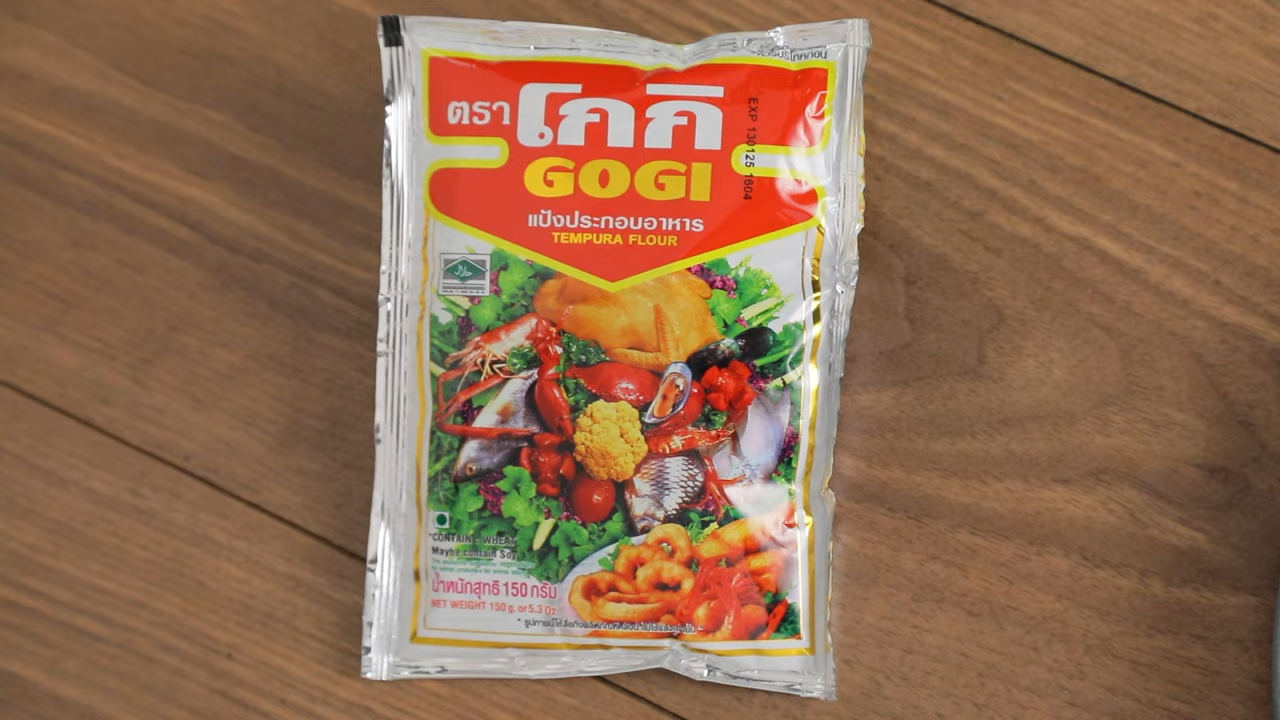 ตรา โกกิ
GOGI
แป้งประกอบอาหาร
TEMPURA FLOUR
EXP 130125 1604
حلال
*CONTAINS WHEAT
Maybe contain Soy
น้ำหนักสุทธิ 150 กรัม
NET WEIGHT 150 g. or 5.3 Oz.